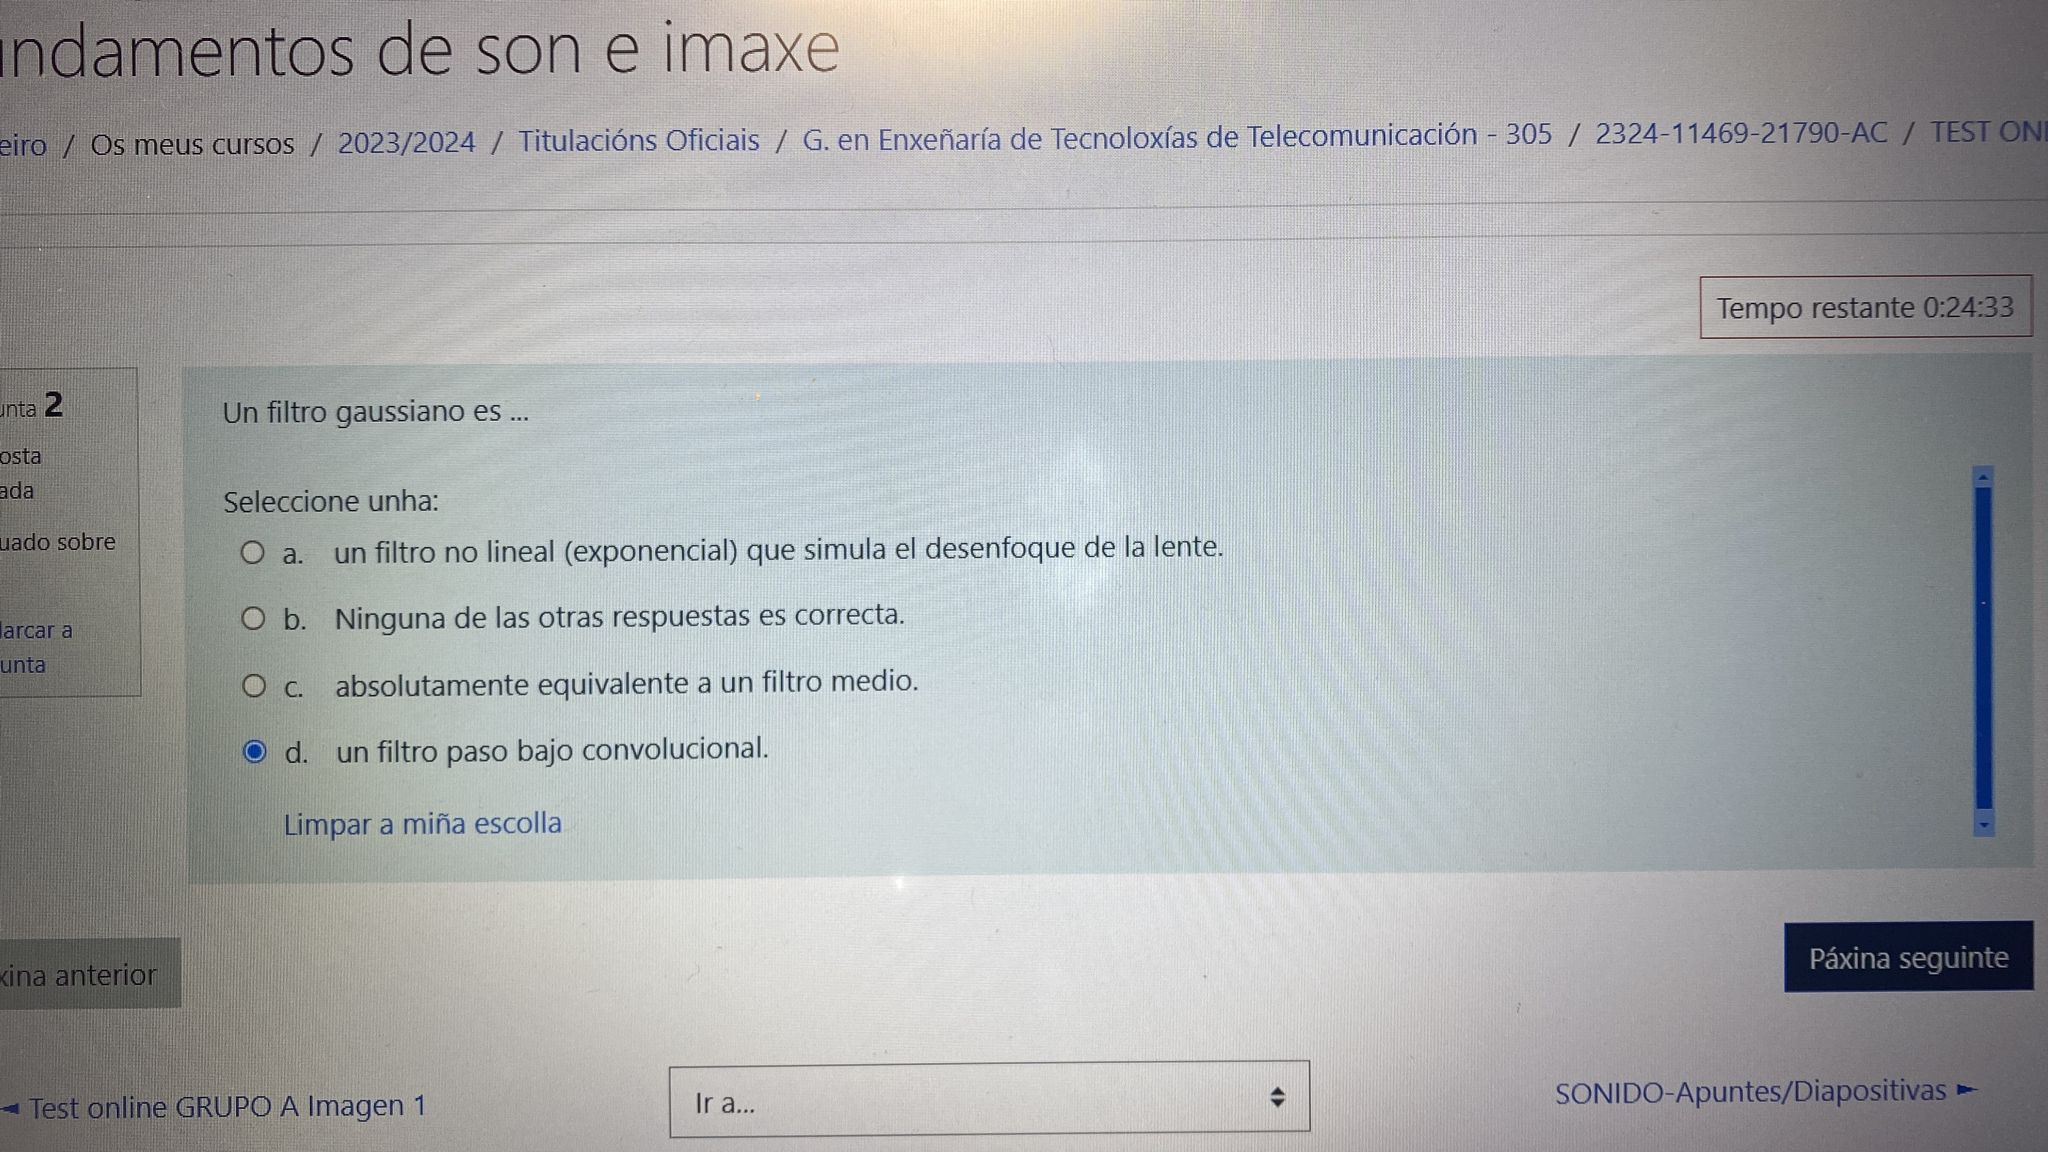 ndamentos de son e imaxe
eiro / Os meus cursos / 2023/2024 / Titulacións Oficiais / G. en Enxeñaría de Tecnoloxías de Telecomunicación - 305 / 2324-11469-21790-AC / TEST ONI
Tempo restante 0:24:33
unta 2
osta
ada
uado sobre
arcar a
unta
Un filtro gaussiano es ...
Seleccione unha:
a. un filtro no lineal (exponencial) que simula el desenfoque de la lente.
b. Ninguna de las otras respuestas es correcta.
c. absolutamente equivalente a un filtro medio.
d. un filtro paso bajo convolucional.
Limpar a miña escolla
xina anterior
Páxina seguinte
◄ Test online GRUPO A Imagen 1
Ir a...
SONIDO-Apuntes/Diapositivas ►